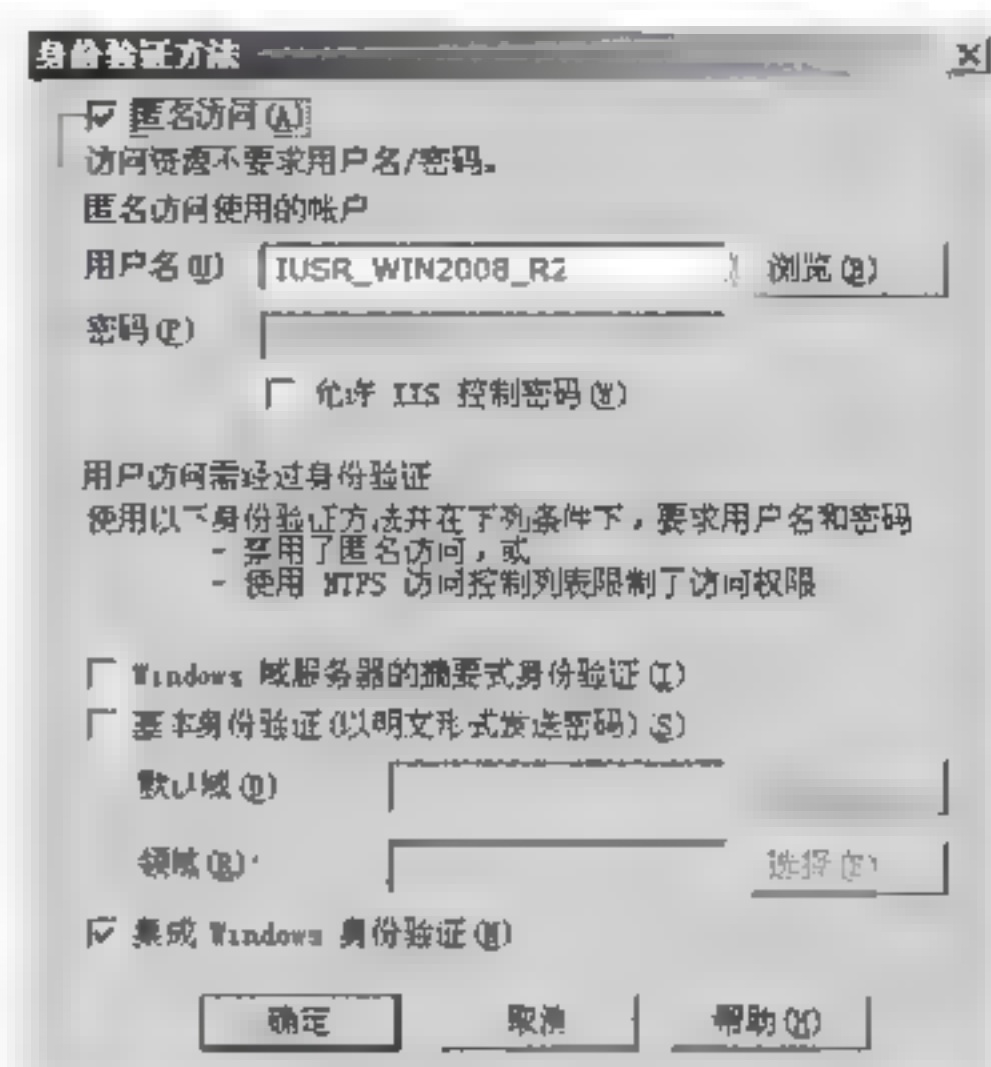 身份验证方法
匿名访问(A)
访问资源不要求用户名/密码。
匿名访问使用的帐户
用户名(U) IUSR_WIN2008_R2 浏览(B)
密码(P)
允许 IIS 控制密码(W)
用户访问需经过身份验证
使用以下身份验证方法并在下列条件下，要求用户名和密码
- 禁用了匿名访问，或
- 使用 NTFS 访问控制列表限制了访问权限
Windows 域服务器的摘要式身份验证(I)
基本身份验证(以明文形式发送密码)(S)
默认域(D)
领域(R)
选择(E)
集成 Windows 身份验证(N)
确定 取消 帮助(H)